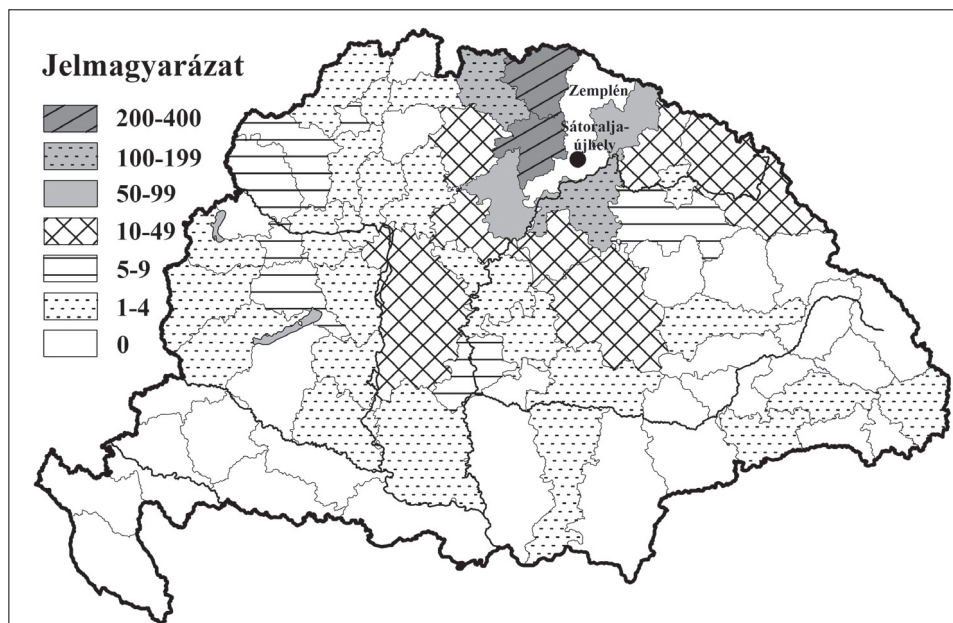 Jelmagyarázat
200-400
100-199
50-99
10-49
5-9
1-4
0
Zemplén
Sátoralja-
újhely